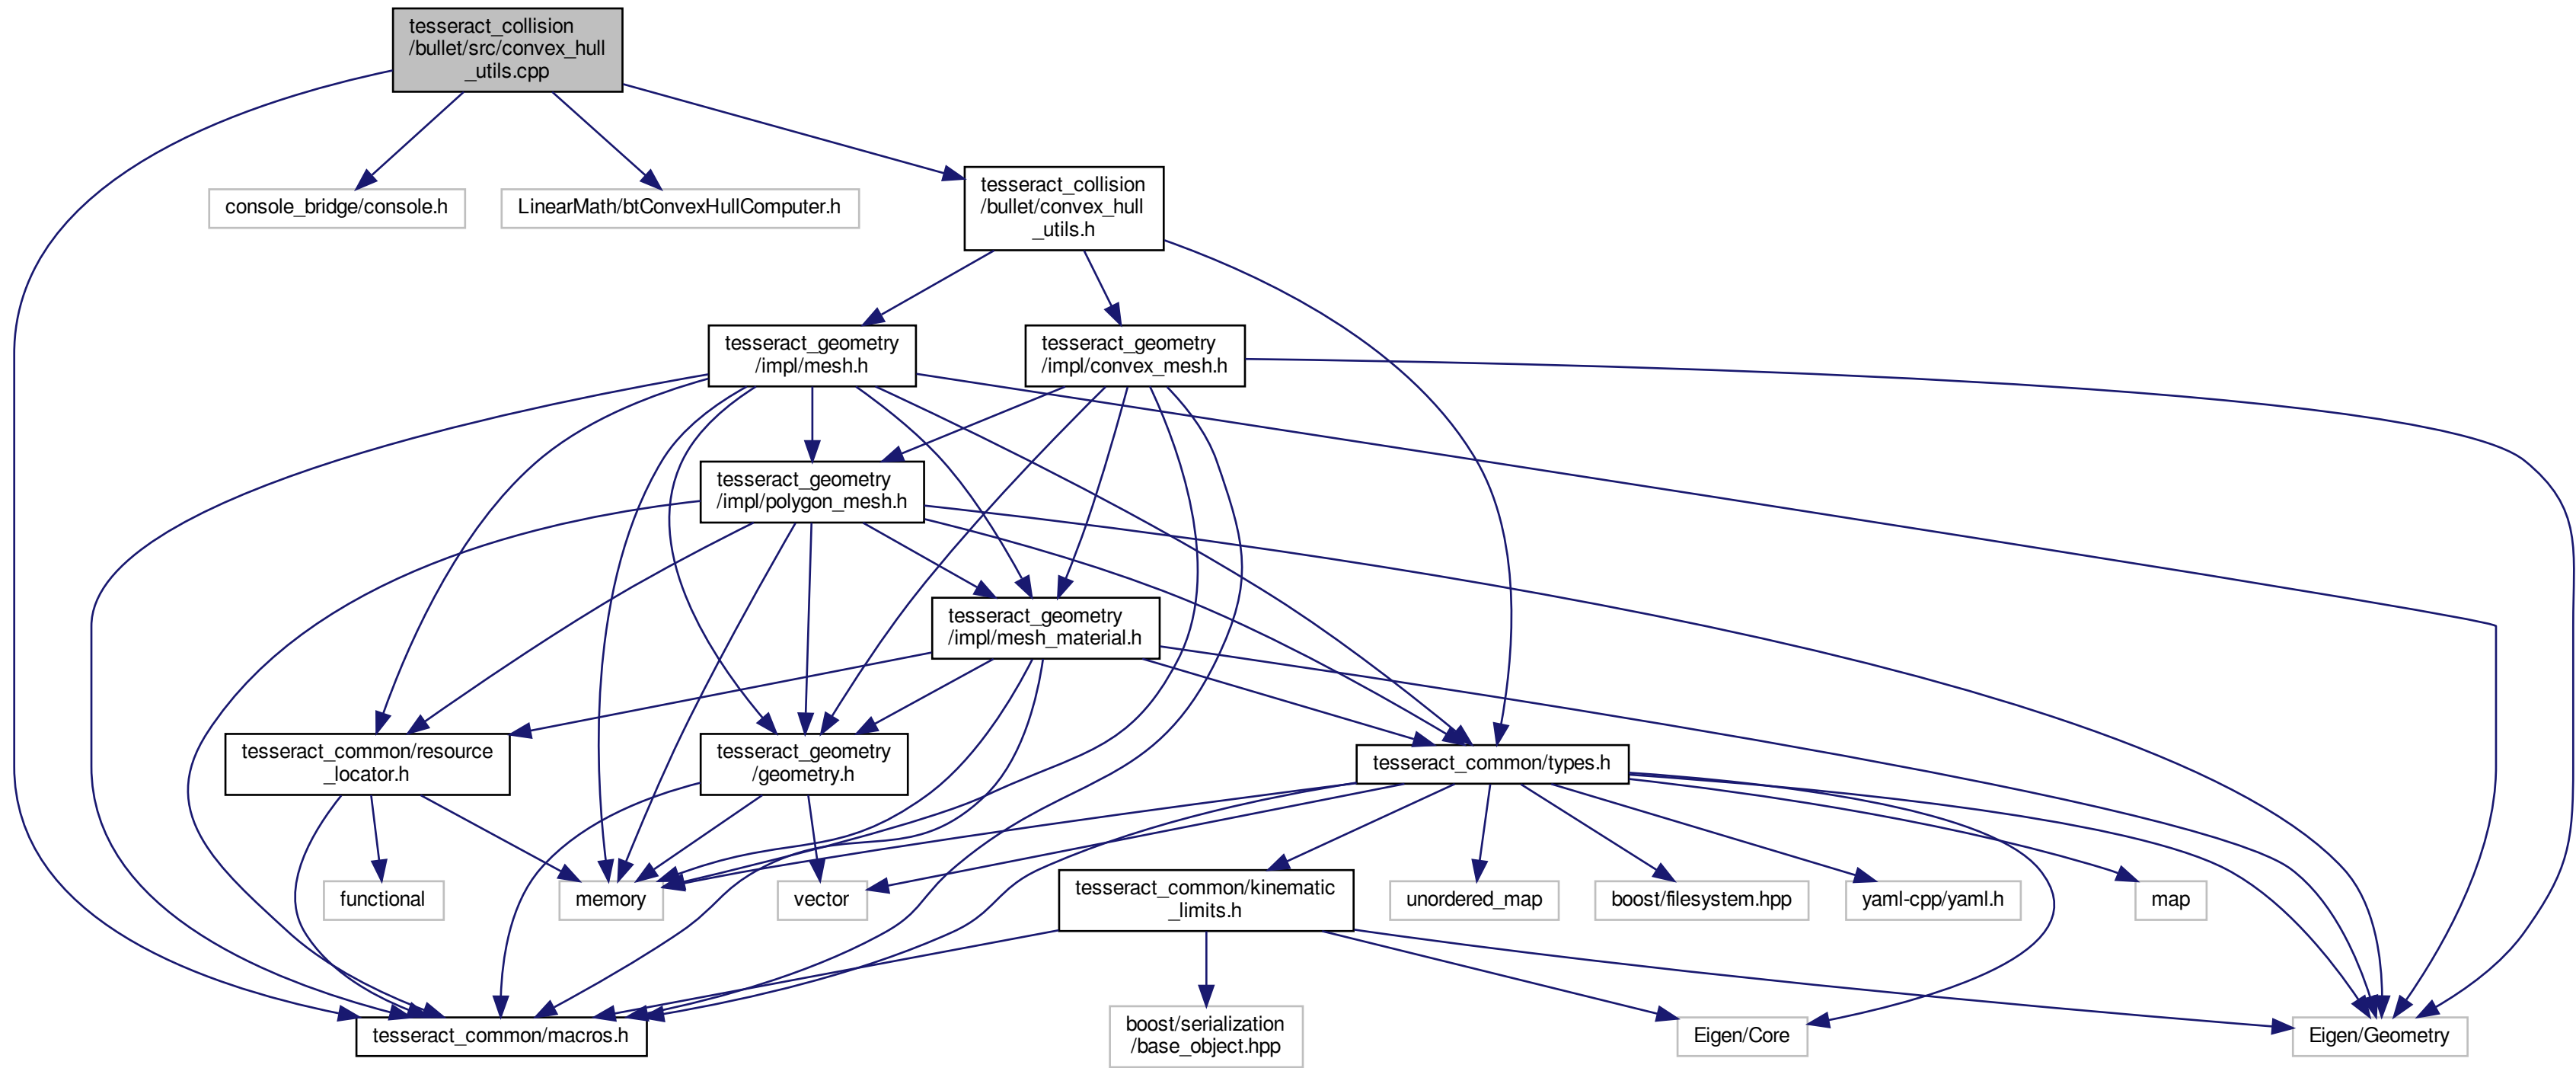 tesseract_collision
/bullet/src/convex_hull
_utils.cpp
console_bridge/console.h
LinearMath/btConvexHullComputer.h
tesseract_collision
/bullet/convex_hull
_utils.h
tesseract_geometry
/impl/mesh.h
tesseract_geometry
/impl/convex_mesh.h
tesseract_geometry
/impl/polygon_mesh.h
tesseract_geometry
/impl/mesh_material.h
tesseract_common/resource
_locator.h
tesseract_geometry
/geometry.h
tesseract_common/types.h
functional
memory
vector
tesseract_common/kinematic
_limits.h
unordered_map
boost/filesystem.hpp
yaml-cpp/yaml.h
map
tesseract_common/macros.h
boost/serialization
/base_object.hpp
Eigen/Core
Eigen/Geometry